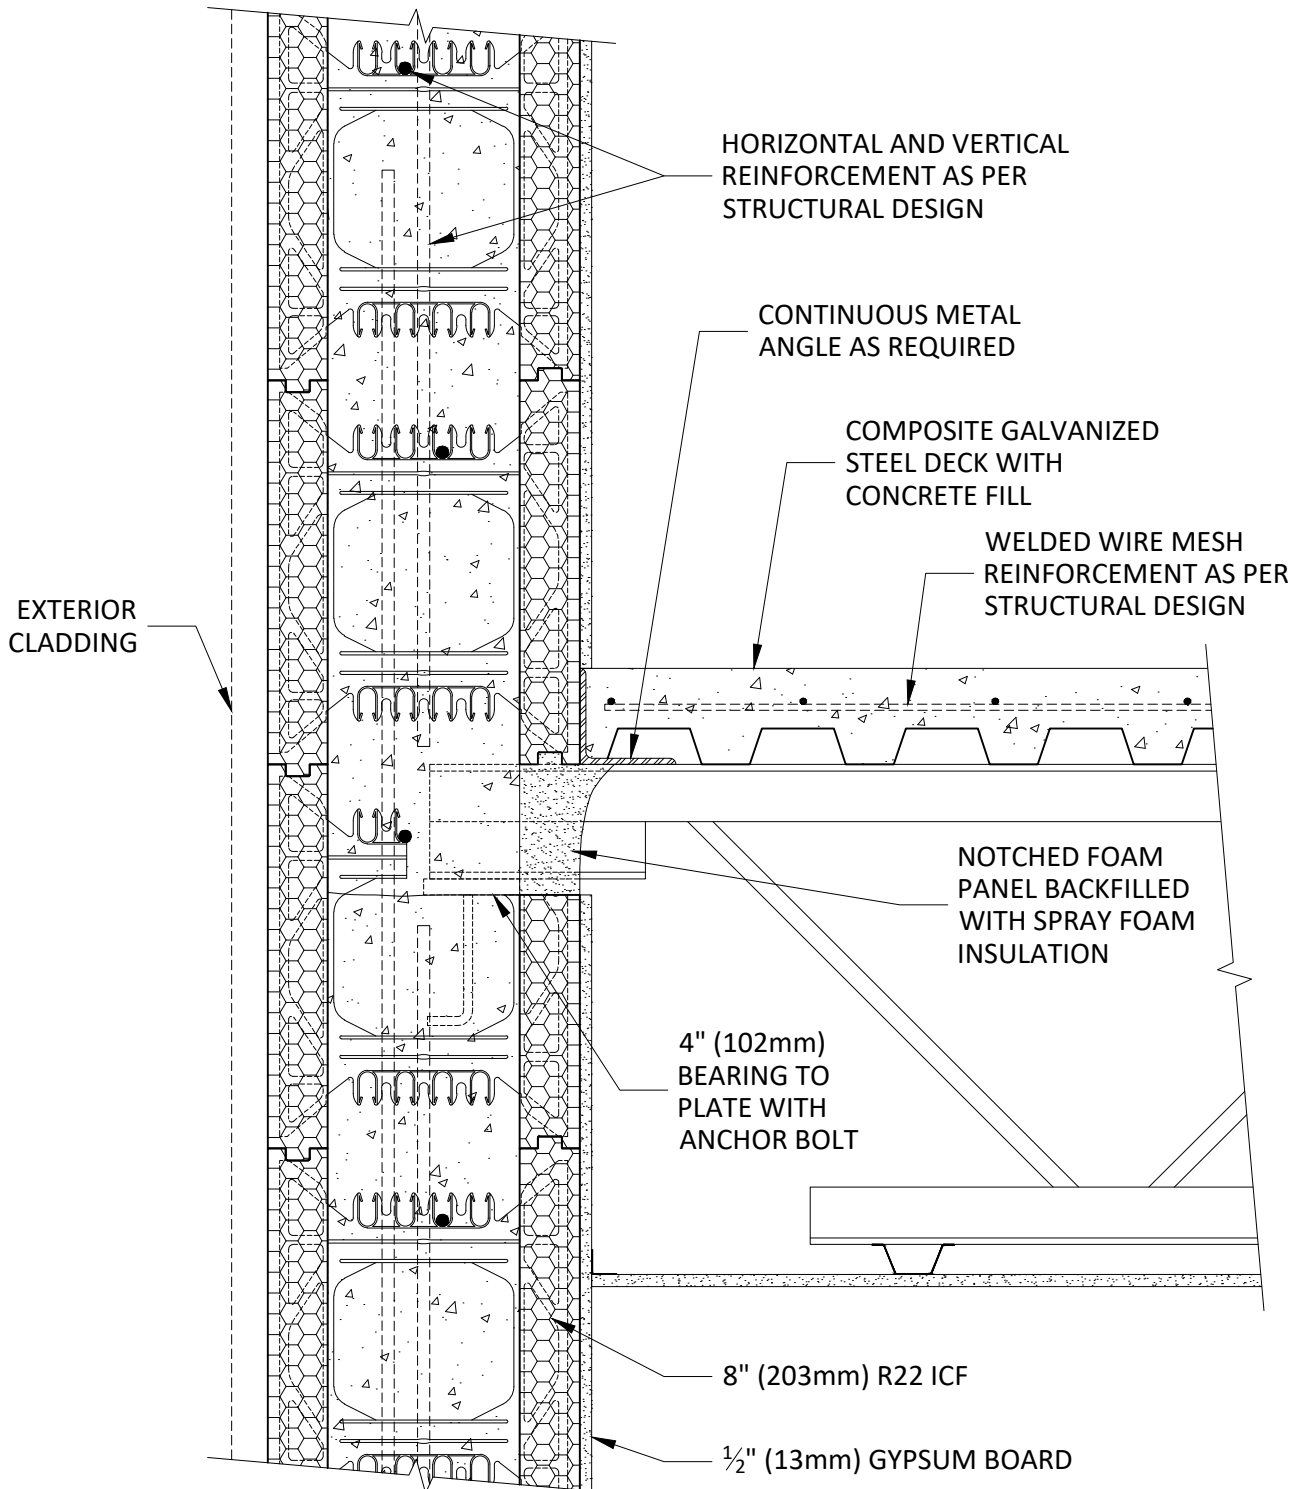 HORIZONTAL AND VERTICAL
REINFORCEMENT AS PER
STRUCTURAL DESIGN
CONTINUOUS METAL
ANGLE AS REQUIRED
COMPOSITE GALVANIZED
STEEL DECK WITH
CONCRETE FILL
WELDED WIRE MESH
REINFORCEMENT AS PER
STRUCTURAL DESIGN
EXTERIOR
CLADDING
NOTCHED FOAM
PANEL BACKFILLED
WITH SPRAY FOAM
INSULATION
4" (102mm)
BEARING TO
PLATE WITH
ANCHOR BOLT
8" (203mm) R22 ICF
½" (13mm) GYPSUM BOARD